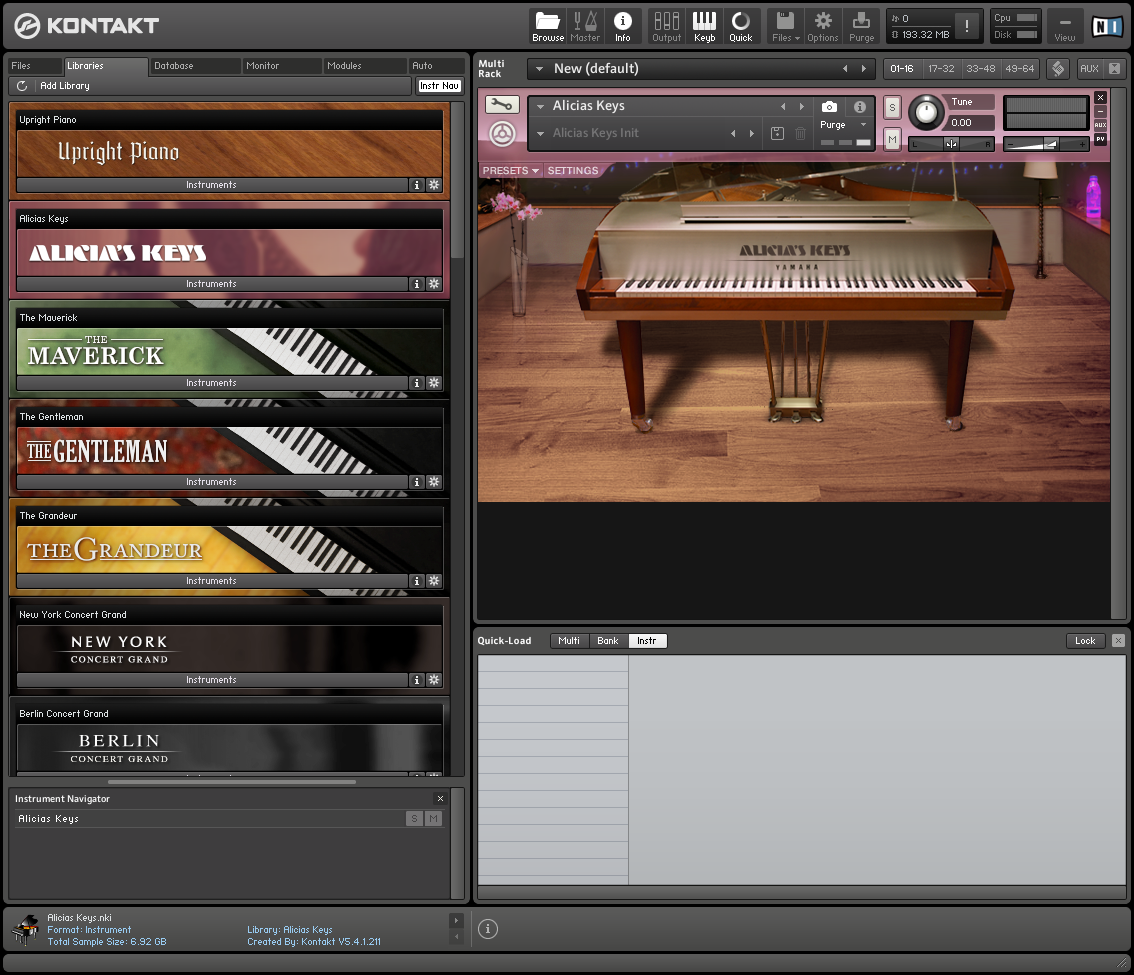 KONTAKT
Browse Master Info Output Keyb Quick Files Options Purge
0
193.32 MB
!
Cpu
Disk
View
NI
Files Libraries Database Monitor Modules Auto
Add Library Instr Nav
Upright Piano
Upright Piano
Instruments i
Alicias Keys
ALICIA'S KEYS
Instruments i
The Maverick
THE
MAVERICK
Instruments i
The Gentleman
THE GENTLEMAN
Instruments i
The Grandeur
THE GRANDEUR
Instruments i
New York Concert Grand
NEW YORK
CONCERT GRAND
Instruments i
Berlin Concert Grand
BERLIN
CONCERT GRAND
Instrument Navigator
Alicias Keys S M
Multi
Rack
New (default)
01-16 17-32 33-48 49-64 AUX
Alicias Keys
Alicias Keys Init
Purge
S
M
Tune
0.00
L R
- +
AUX
PV
PRESETS SETTINGS
ALICIA'S KEYS
YAMAHA
Quick-Load Multi Bank Instr Lock
Alicias Keys.nki
Format: Instrument
Total Sample Size: 6.92 GB
Library: Alicias Keys
Created By: Kontakt V5.4.1.211
i